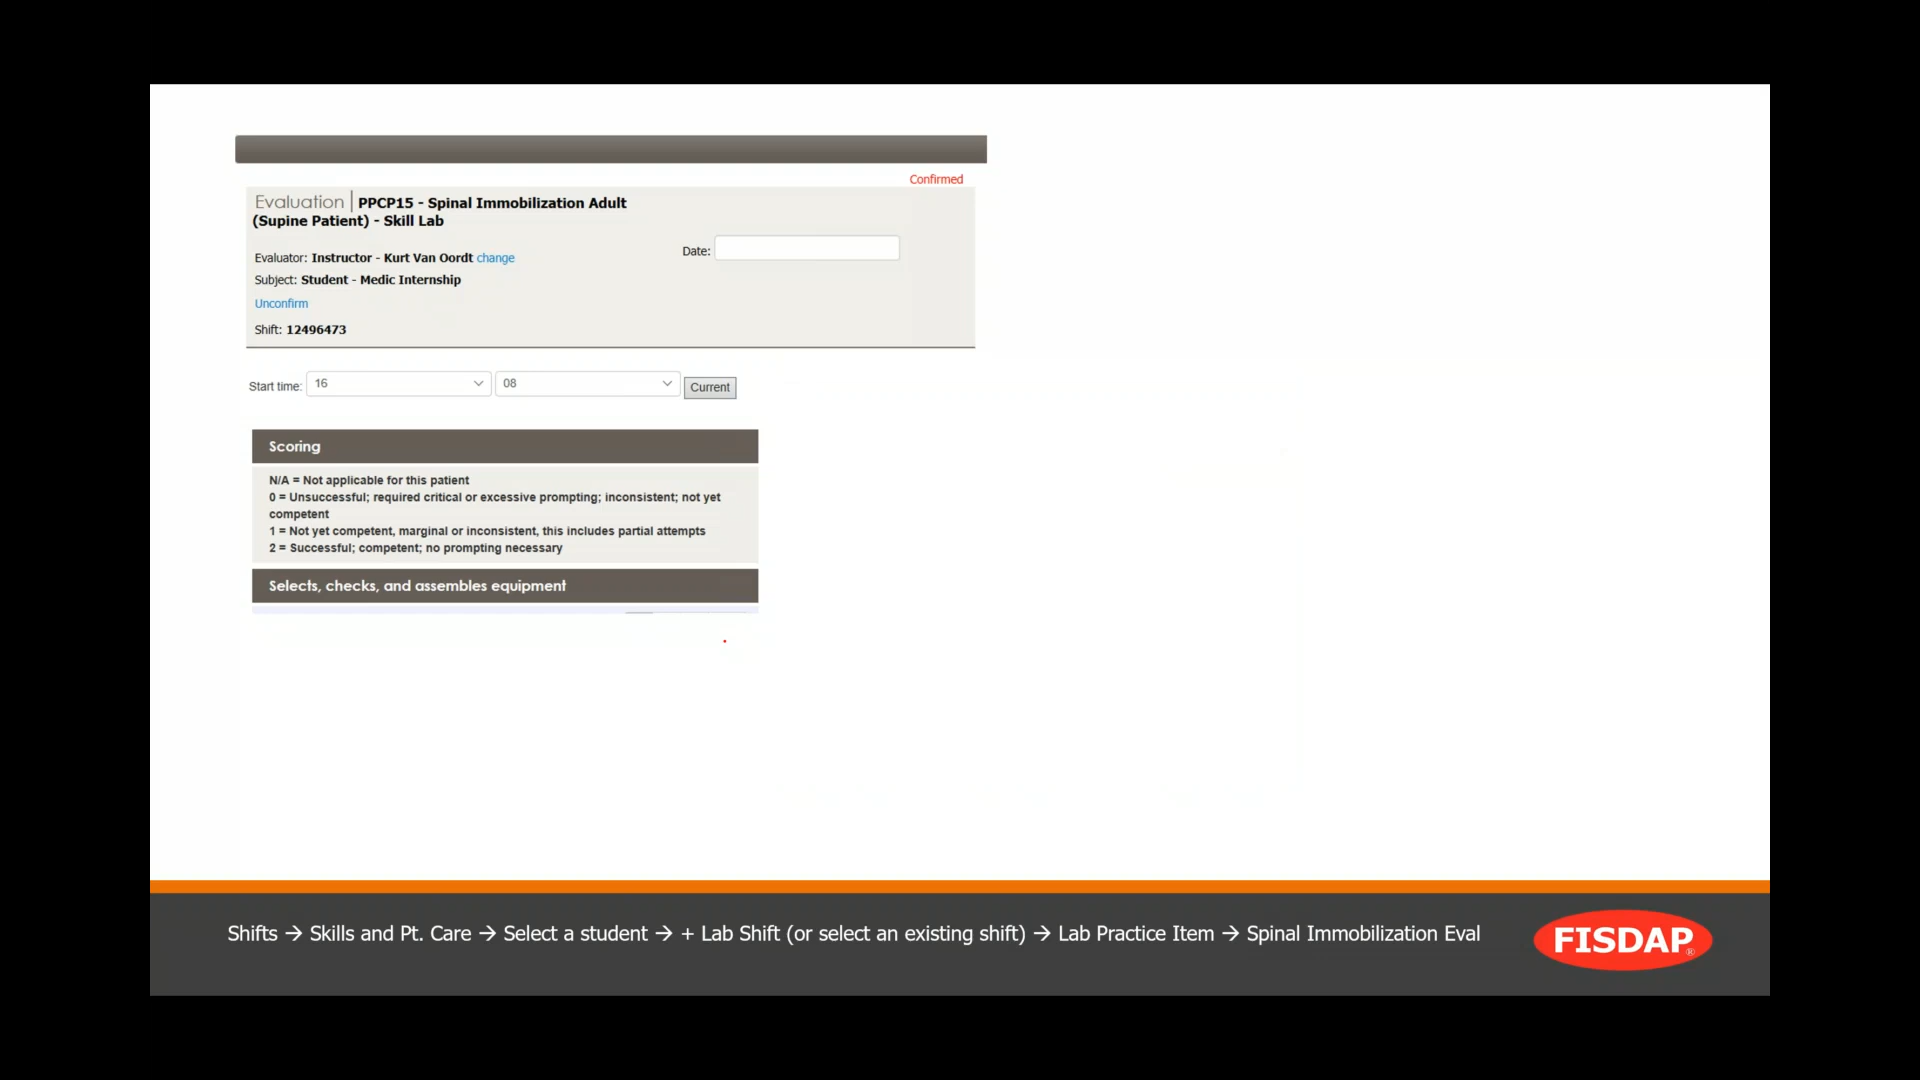 Confirmed
Evaluation | PPCP15 - Spinal Immobilization Adult
(Supine Patient) - Skill Lab
Date:
Evaluator: Instructor - Kurt Van Oordt change
Subject: Student - Medic Internship
Unconfirm
Shift: 12496473
Start time: 16 08 Current
Scoring
N/A = Not applicable for this patient
0 = Unsuccessful; required critical or excessive prompting; inconsistent; not yet
competent
1 = Not yet competent, marginal or inconsistent, this includes partial attempts
2 = Successful; competent; no prompting necessary
Selects, checks, and assembles equipment
Shifts → Skills and Pt. Care → Select a student → + Lab Shift (or select an existing shift) → Lab Practice Item → Spinal Immobilization Eval
FISDAP®